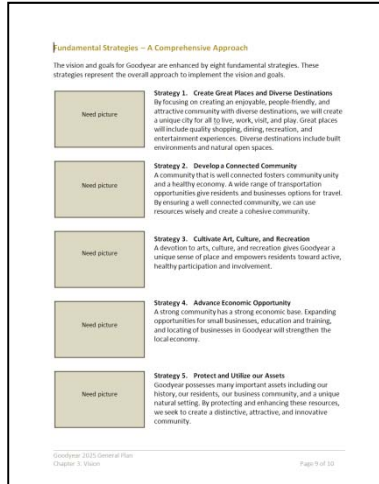 Fundamental Strategies – A Comprehensive Approach
The vision and goals for Goodyear are enhanced by eight fundamental strategies. These
strategies represent the overall approach to implement the vision and goals.
Need picture
Strategy 1. Create Great Places and Diverse Destinations
By focusing on creating an enjoyable, people-friendly, and
attractive community with diverse destinations, we will create
a unique city for all to live, work, visit, and play. Great places
will include quality shopping, dining, recreation, and
entertainment experiences. Diverse destinations include built
environments and natural open spaces.
Need picture
Strategy 2. Develop a Connected Community
A community that is well connected fosters community unity
and a healthy economy. A wide range of transportation
opportunities give residents and businesses options for travel.
By ensuring a well connected community, we can use
resources wisely and create a cohesive community.
Need picture
Strategy 3. Cultivate Art, Culture, and Recreation
A devotion to arts, culture, and recreation gives Goodyear a
unique sense of place and empowers residents toward active,
healthy participation and involvement.
Need picture
Strategy 4. Advance Economic Opportunity
A strong community has a strong economic base. Expanding
opportunities for small businesses, education and training,
and locating of businesses in Goodyear will strengthen the
local economy.
Need picture
Strategy 5. Protect and Utilize our Assets
Goodyear possesses many important assets including our
history, our residents, our business community, and a unique
natural setting. By protecting and enhancing these resources,
we seek to create a distinctive, attractive, and innovative
community.
Goodyear 2025 General Plan
Chapter 3: Vision
Page 9 of 10